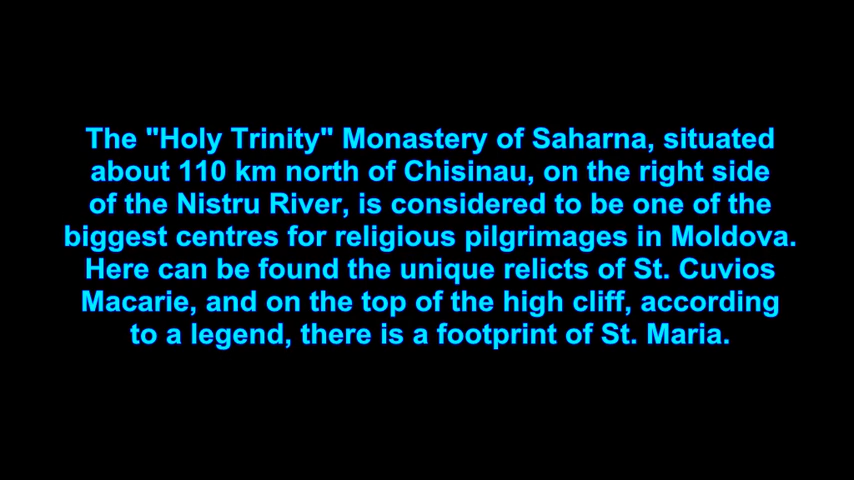 The "Holy Trinity" Monastery of Saharna, situated
about 110 km north of Chisinau, on the right side
of the Nistru River, is considered to be one of the
biggest centres for religious pilgrimages in Moldova.
Here can be found the unique relicts of St. Cuvios
Macarie, and on the top of the high cliff, according
to a legend, there is a footprint of St. Maria.